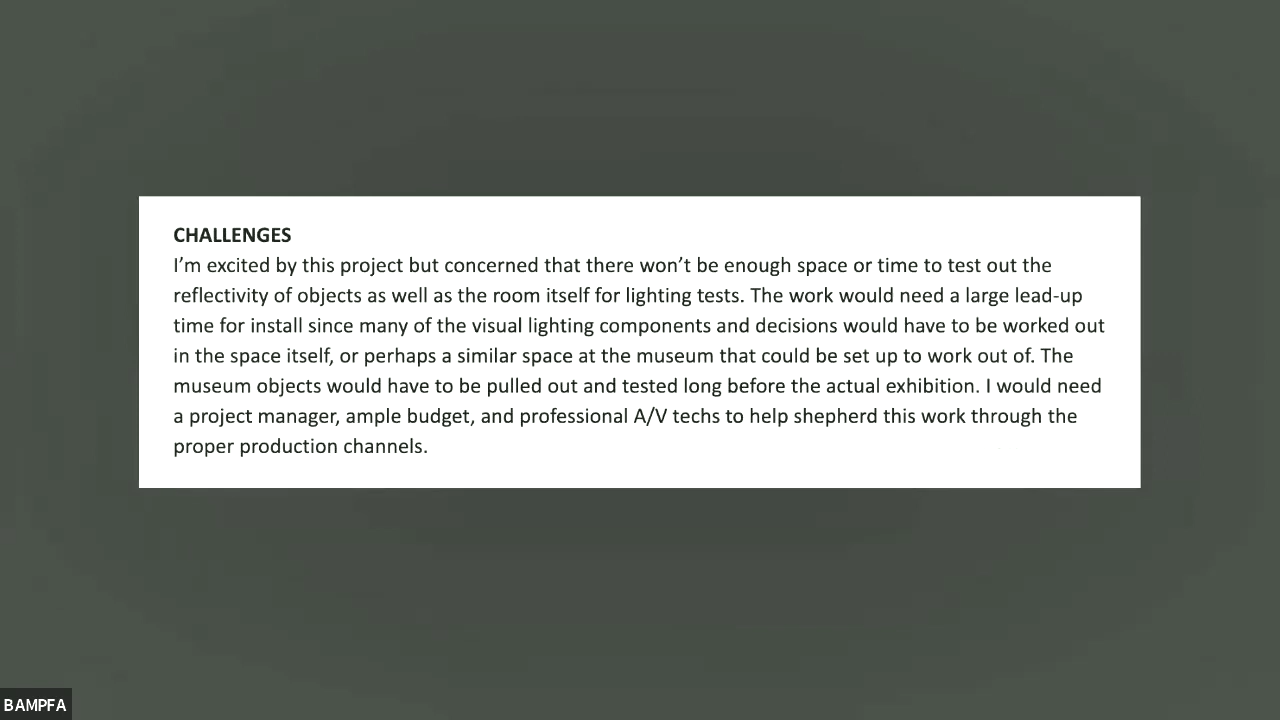 CHALLENGES
I’m excited by this project but concerned that there won’t be enough space or time to test out the
reflectivity of objects as well as the room itself for lighting tests. The work would need a large lead-up
time for install since many of the visual lighting components and decisions would have to be worked out
in the space itself, or perhaps a similar space at the museum that could be set up to work out of. The
museum objects would have to be pulled out and tested long before the actual exhibition. I would need
a project manager, ample budget, and professional A/V techs to help shepherd this work through the
proper production channels.
BAMPFA